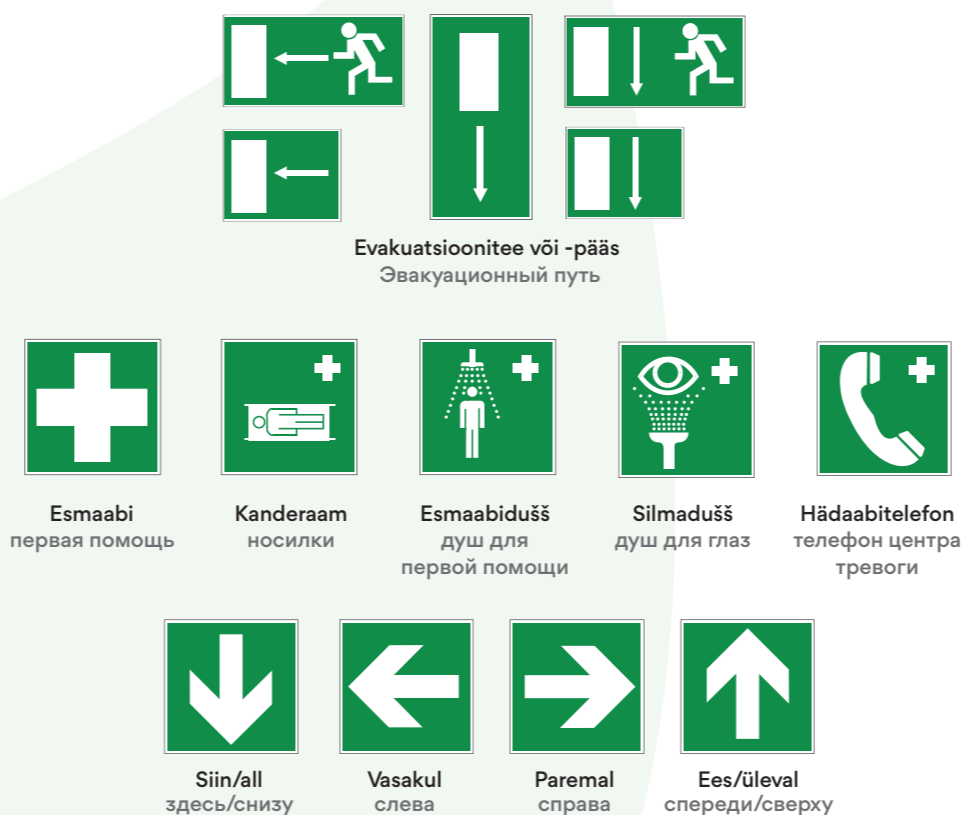 Evakuatsioonitee või -pääs
Эвакуационный путь
Esmaabi
первая помощь
Kanderaam
носилки
Esmaabidušš
душ для
первой помощи
Silmadušš
душ для глаз
Hädaabitelefon
телефон центра
тревоги
Siin/all
здесь/снизу
Vasakul
слева
Paremal
справа
Ees/üleval
спереди/сверху